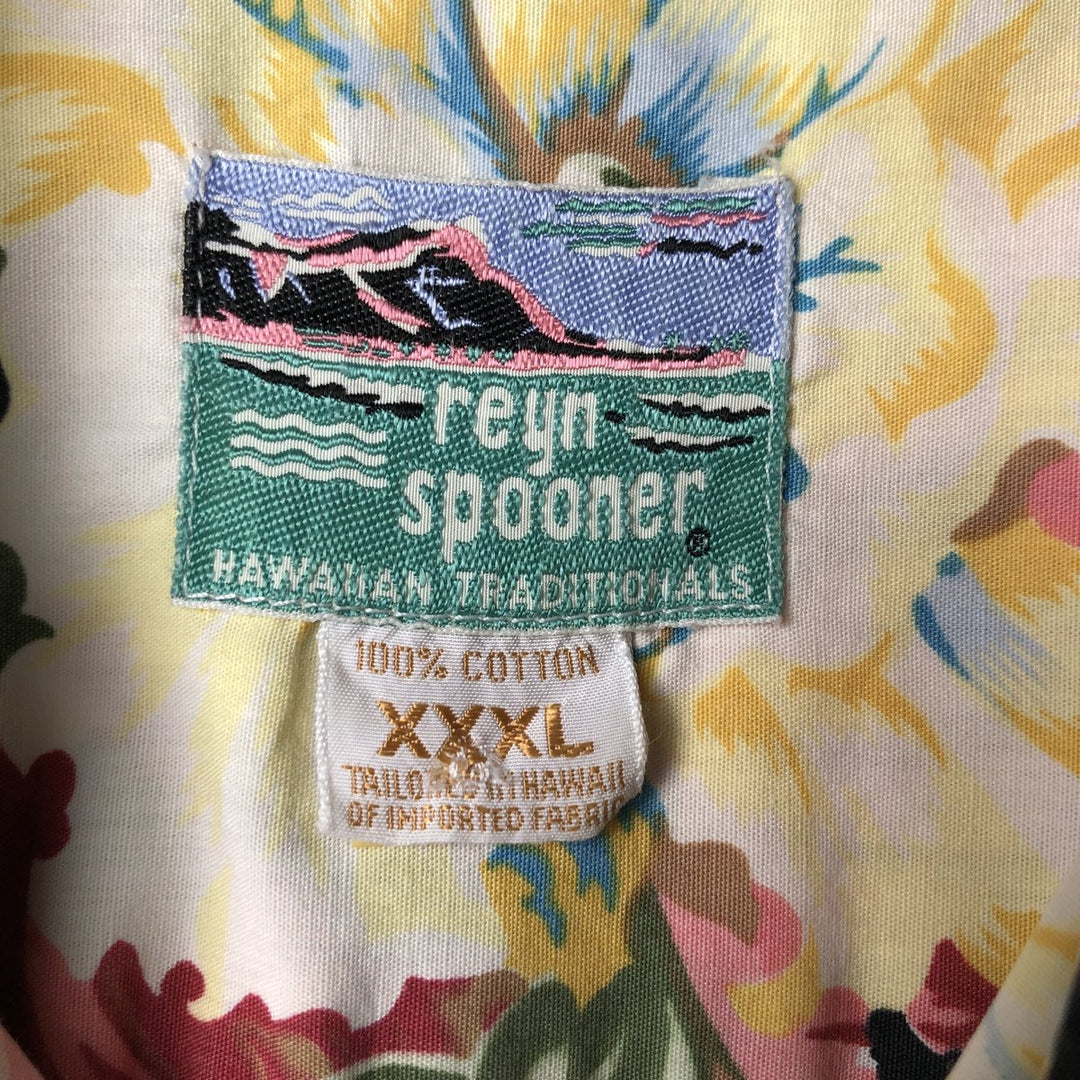 reyn
spooner®
HAWAIIAN TRADITIONALS
100% COTTON
XXXL
TAILORED IN HAWAII
OF IMPORTED FABRIC